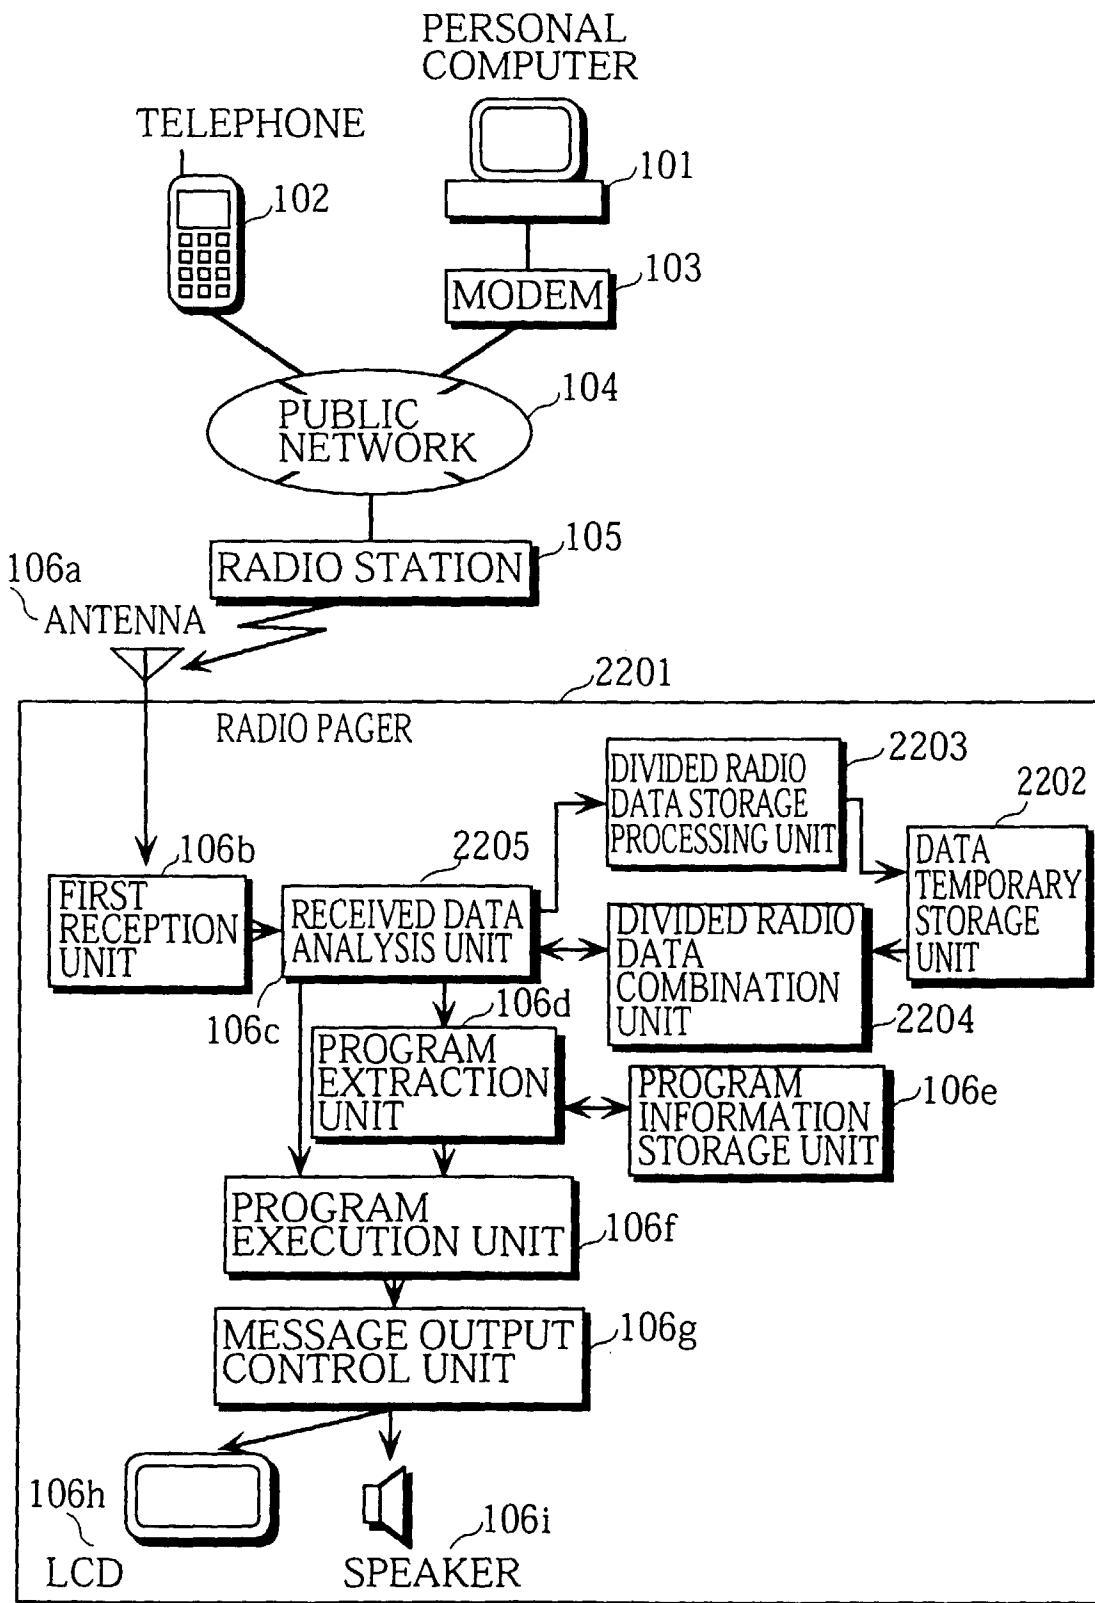 PERSONAL
COMPUTER
TELEPHONE
101
102
103
MODEM
104
PUBLIC
NETWORK
105
RADIO STATION
106a
ANTENNA
2201
RADIO PAGER
2203
DIVIDED RADIO
DATA STORAGE
PROCESSING UNIT
2202
DATA
TEMPORARY
STORAGE
UNIT
106b
FIRST
RECEPTION
UNIT
2205
RECEIVED DATA
ANALYSIS UNIT
106c
DIVIDED RADIO
DATA
COMBINATION
UNIT
2204
106d
PROGRAM
EXTRACTION
UNIT
PROGRAM
INFORMATION
STORAGE UNIT
106e
PROGRAM
EXECUTION UNIT
106f
MESSAGE OUTPUT
CONTROL UNIT
106g
106h
LCD
106i
SPEAKER